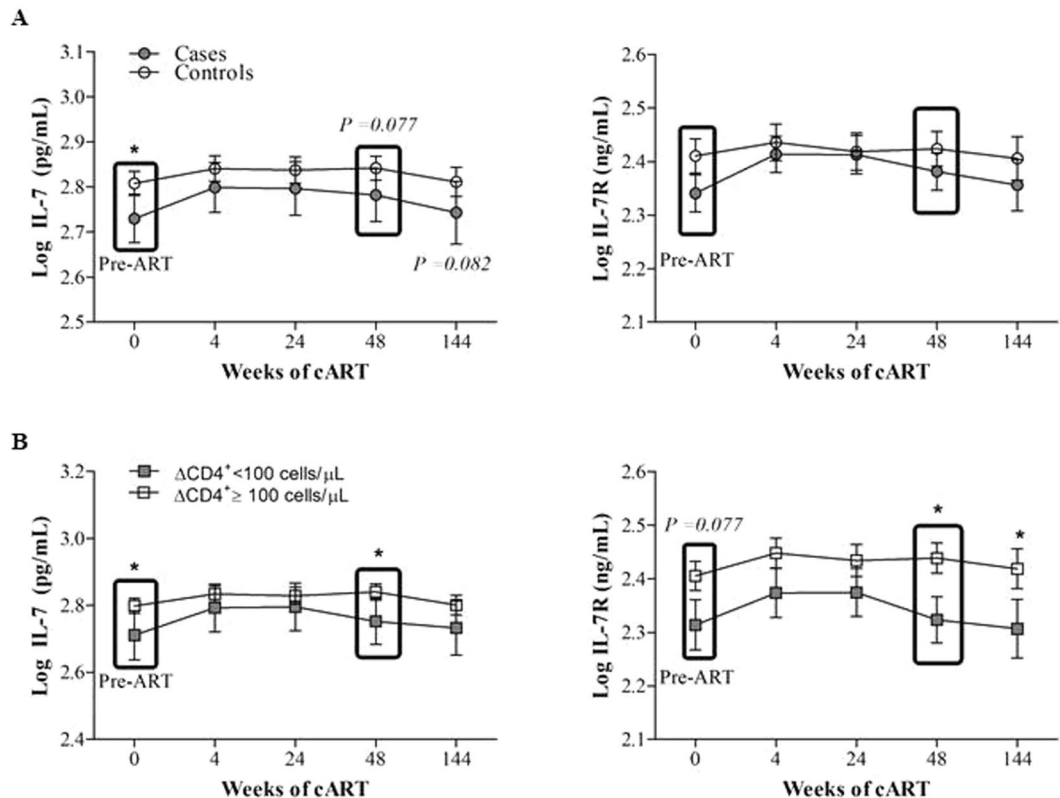 A
3.1
3.0
2.9
2.8
2.7
2.6
2.5
Log IL-7 (pg/mL)
Cases
Controls
*
P =0.077
P =0.082
Pre-ART
0 4 24 48 144
Weeks of cART
2.6
2.5
2.4
2.3
2.2
2.1
Log IL-7R (ng/mL)
Pre-ART
0 4 24 48 144
Weeks of cART
B
3.2
3.0
2.8
2.6
2.4
Log IL-7 (pg/mL)
ΔCD4⁺ <100 cells/μL
ΔCD4⁺ ≥ 100 cells/μL
* *
Pre-ART
0 4 24 48 144
Weeks of cART
2.6
2.5
2.4
2.3
2.2
2.1
Log IL-7R (ng/mL)
P =0.077
* *
Pre-ART
0 4 24 48 144
Weeks of cART